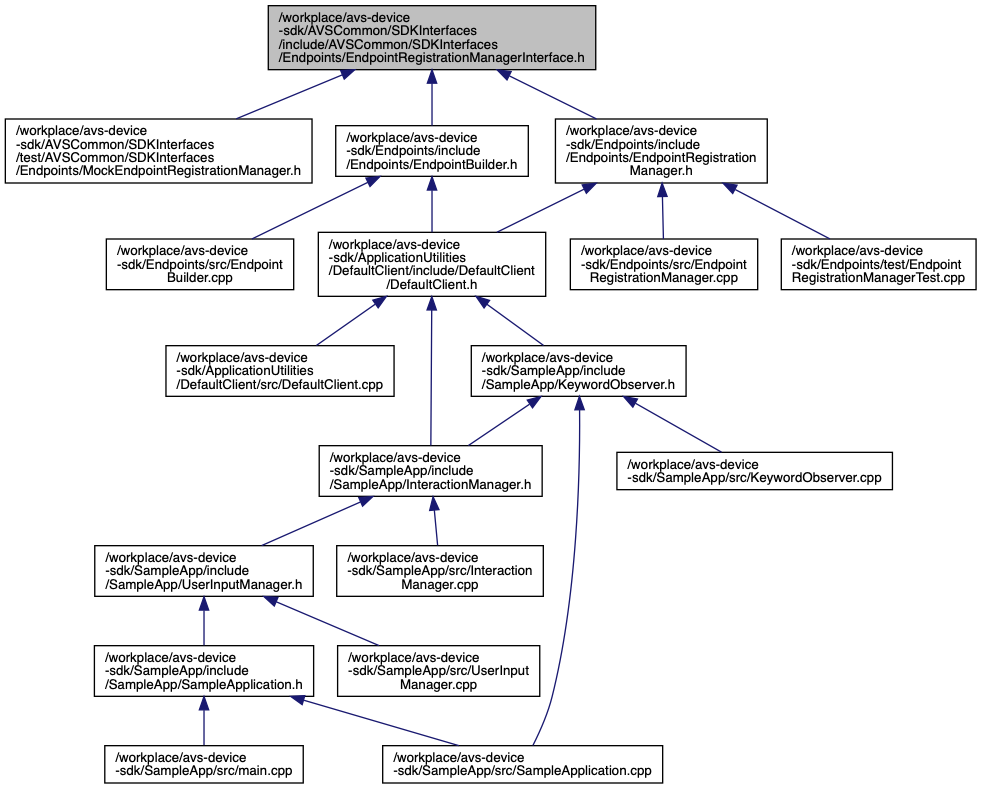 /workplace/avs-device
-sdk/AVSCommon/SDKInterfaces
/include/AVSCommon/SDKInterfaces
/Endpoints/EndpointRegistrationManagerInterface.h
/workplace/avs-device
-sdk/AVSCommon/SDKInterfaces
/test/AVSCommon/SDKInterfaces
/Endpoints/MockEndpointRegistrationManager.h
/workplace/avs-device
-sdk/Endpoints/include
/Endpoints/EndpointBuilder.h
/workplace/avs-device
-sdk/Endpoints/include
/Endpoints/EndpointRegistration
Manager.h
/workplace/avs-device
-sdk/Endpoints/src/Endpoint
Builder.cpp
/workplace/avs-device
-sdk/ApplicationUtilities
/DefaultClient/include/DefaultClient
/DefaultClient.h
/workplace/avs-device
-sdk/Endpoints/src/Endpoint
RegistrationManager.cpp
/workplace/avs-device
-sdk/Endpoints/test/Endpoint
RegistrationManagerTest.cpp
/workplace/avs-device
-sdk/ApplicationUtilities
/DefaultClient/src/DefaultClient.cpp
/workplace/avs-device
-sdk/SampleApp/include
/SampleApp/KeywordObserver.h
/workplace/avs-device
-sdk/SampleApp/include
/SampleApp/InteractionManager.h
/workplace/avs-device
-sdk/SampleApp/src/KeywordObserver.cpp
/workplace/avs-device
-sdk/SampleApp/include
/SampleApp/UserInputManager.h
/workplace/avs-device
-sdk/SampleApp/src/Interaction
Manager.cpp
/workplace/avs-device
-sdk/SampleApp/include
/SampleApp/SampleApplication.h
/workplace/avs-device
-sdk/SampleApp/src/UserInput
Manager.cpp
/workplace/avs-device
-sdk/SampleApp/src/main.cpp
/workplace/avs-device
-sdk/SampleApp/src/SampleApplication.cpp